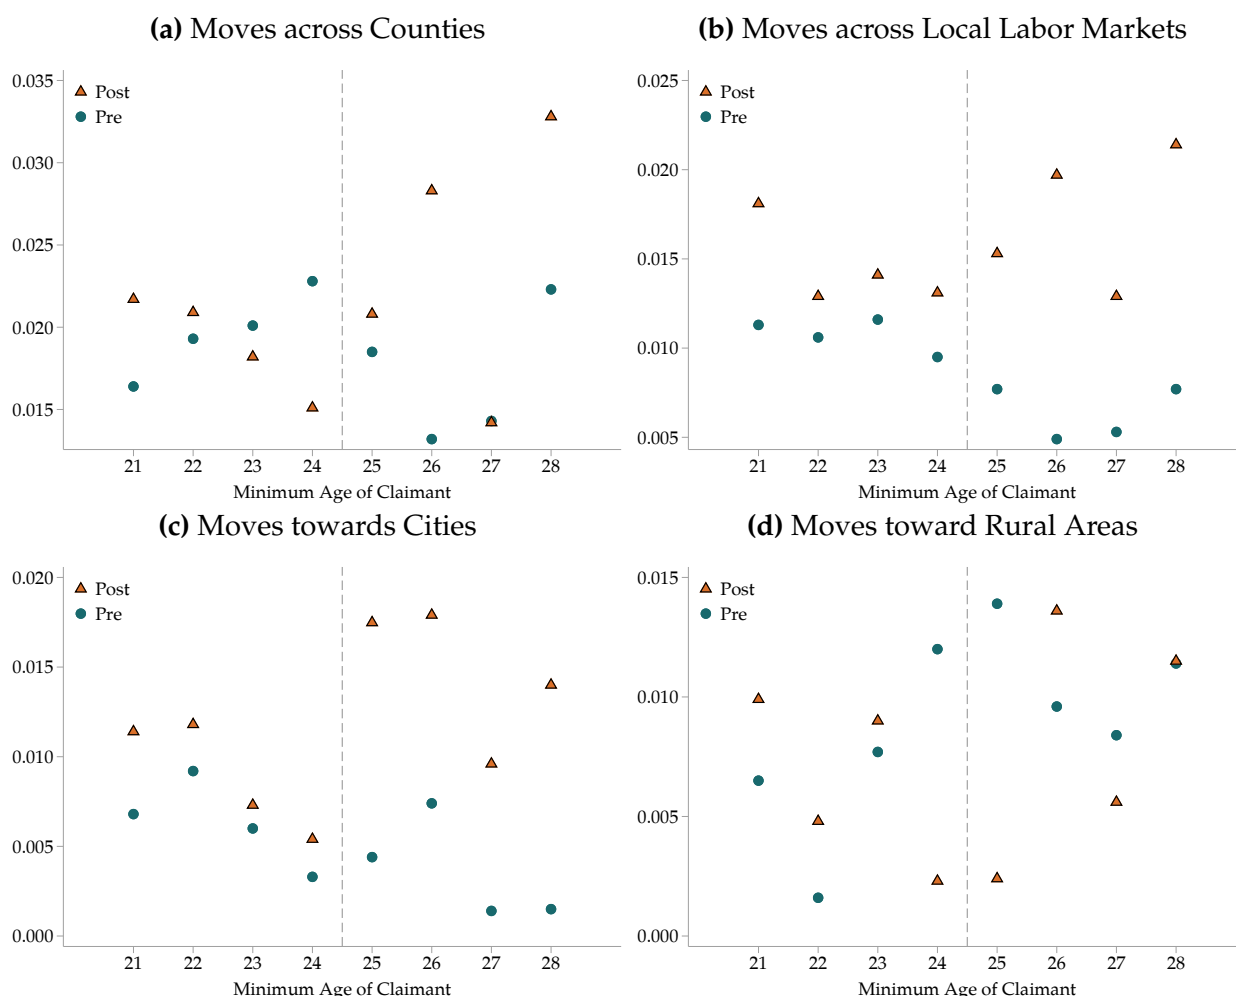 (a) Moves across Counties
0.035
Post
Pre
0.030
0.025
0.020
0.015
21 22 23 24 25 26 27 28
Minimum Age of Claimant
(b) Moves across Local Labor Markets
0.025
Post
Pre
0.020
0.015
0.010
0.005
21 22 23 24 25 26 27 28
Minimum Age of Claimant
(c) Moves towards Cities
0.020
Post
Pre
0.015
0.010
0.005
0.000
21 22 23 24 25 26 27 28
Minimum Age of Claimant
(d) Moves toward Rural Areas
0.015
Post
Pre
0.010
0.005
0.000
21 22 23 24 25 26 27 28
Minimum Age of Claimant